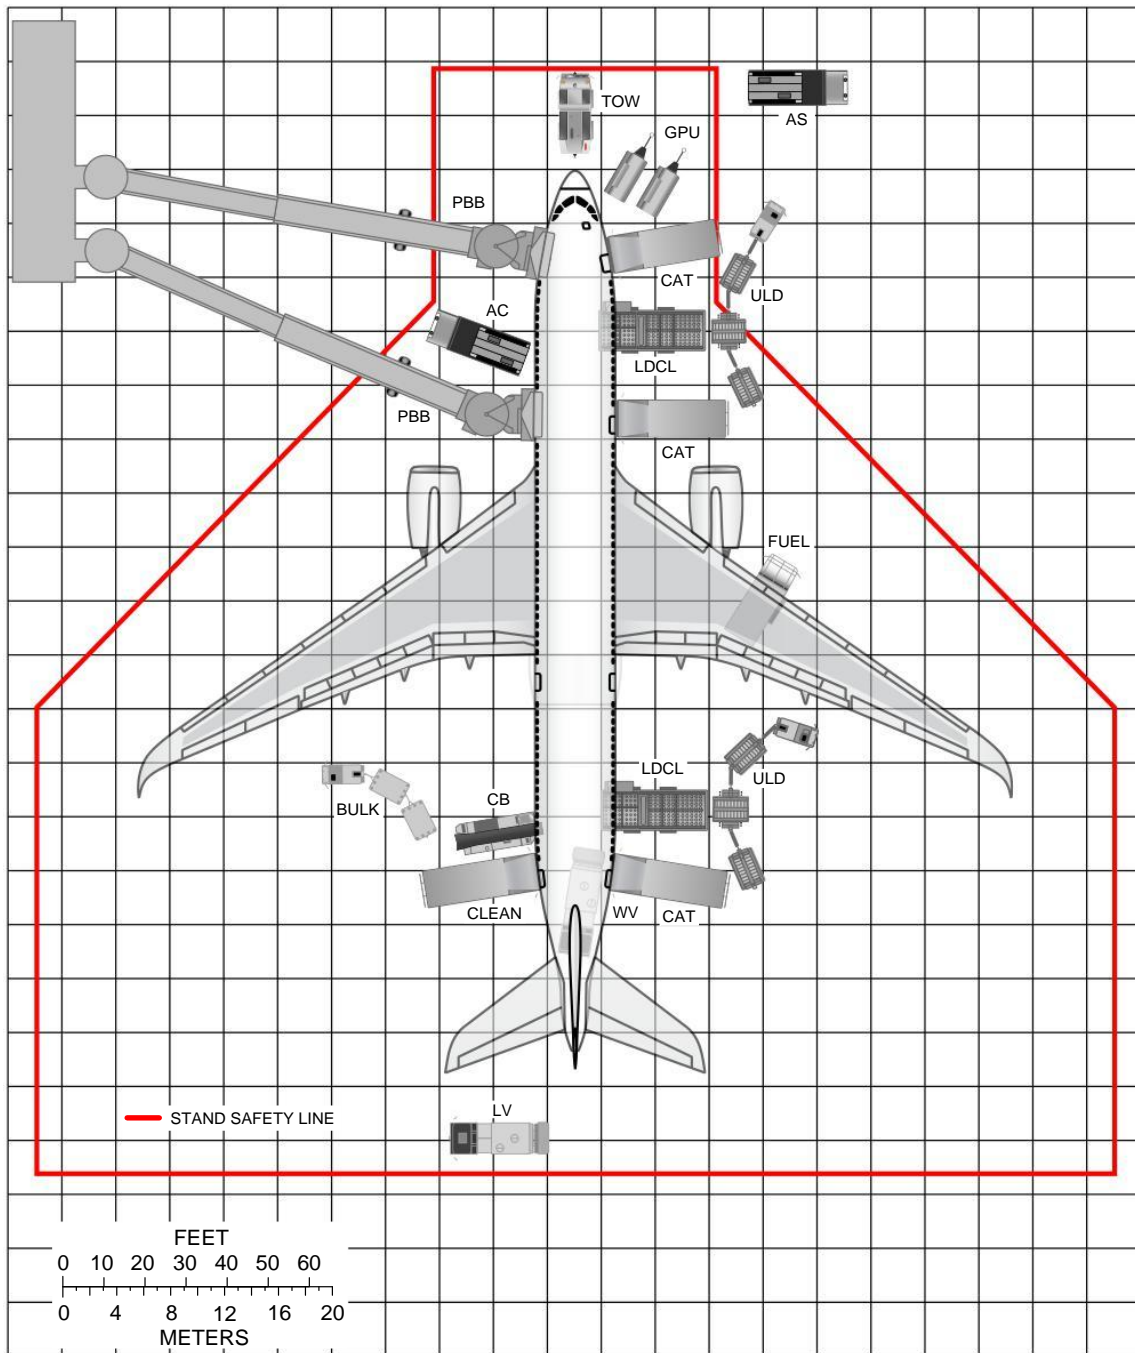 TOW
AS
GPU
PBB
CAT
ULD
AC
LDCL
PBB
CAT
FUEL
LDCL
ULD
CB
BULK
CLEAN
WV
CAT
LV
STAND SAFETY LINE
FEET
0 10 20 30 40 50 60
0 4 8 12 16 20
METERS